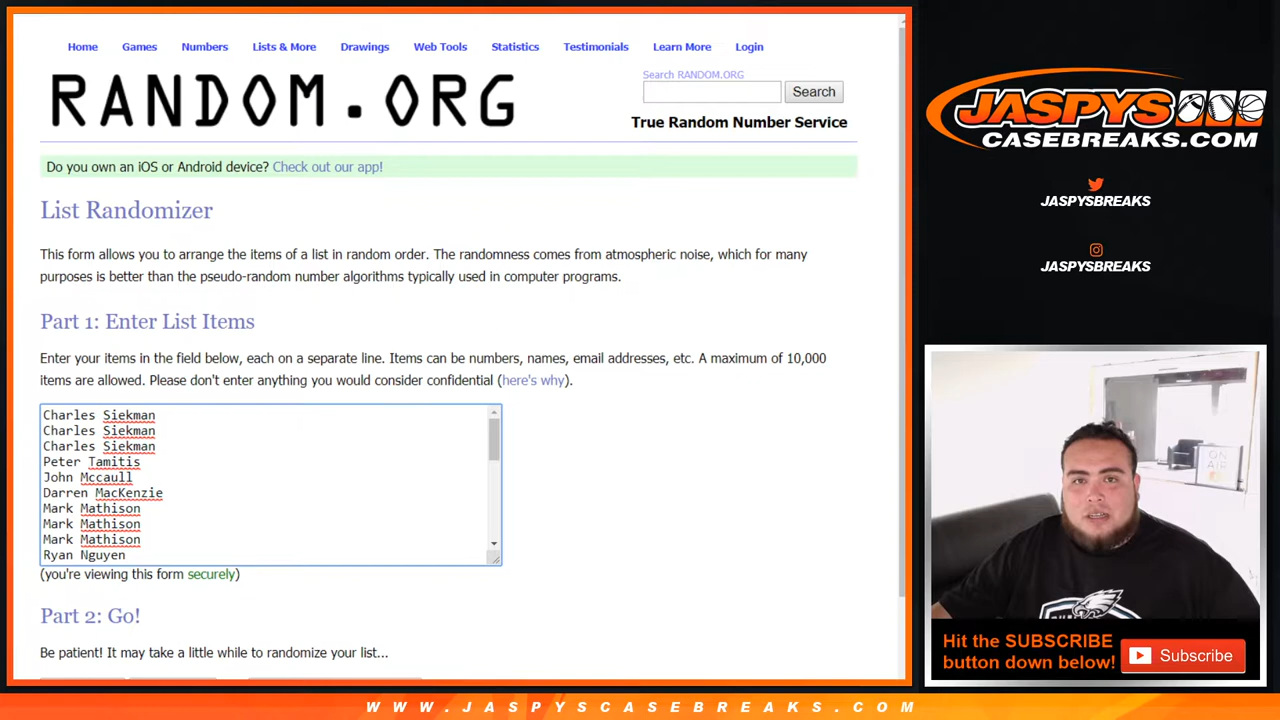 Home Games Numbers Lists & More Drawings Web Tools Statistics Testimonials Learn More Login
RANDOM.ORG
Search RANDOM.ORG
Search
True Random Number Service
Do you own an iOS or Android device? Check out our app!
List Randomizer
This form allows you to arrange the items of a list in random order. The randomness comes from atmospheric noise, which for many
purposes is better than the pseudo-random number algorithms typically used in computer programs.
Part 1: Enter List Items
Enter your items in the field below, each on a separate line. Items can be numbers, names, email addresses, etc. A maximum of 10,000
items are allowed. Please don't enter anything you would consider confidential (here's why).
Charles Siekman
Charles Siekman
Charles Siekman
Peter Tamitis
John Mccaull
Darren MacKenzie
Mark Mathison
Mark Mathison
Mark Mathison
Ryan Nguyen
(you're viewing this form securely)
Part 2: Go!
Be patient! It may take a little while to randomize your list...
JASPYS
CASEBREAKS.COM
JASPYSBREAKS
JASPYSBREAKS
ON
AIR
Hit the SUBSCRIBE
button down below!
Subscribe
WWW.JASPYSCASEBREAKS.COM